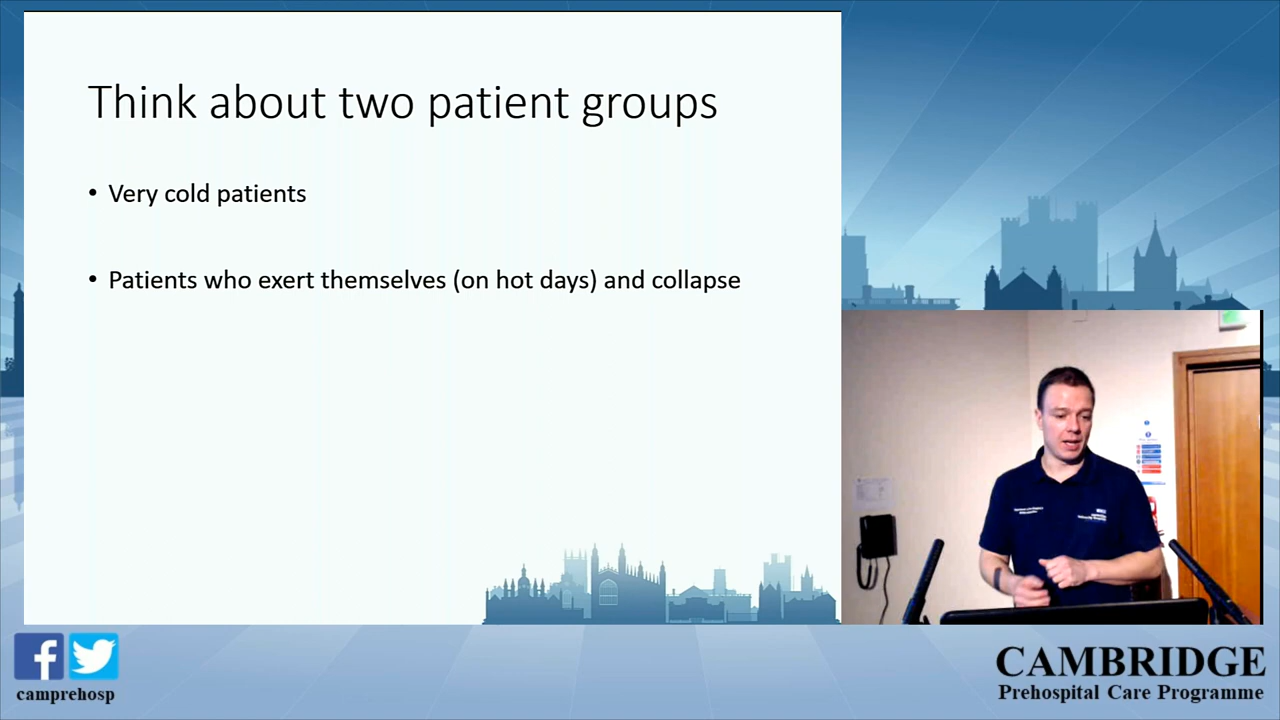 Think about two patient groups
• Very cold patients
• Patients who exert themselves (on hot days) and collapse
camprehosp
CAMBRIDGE
Prehospital Care Programme